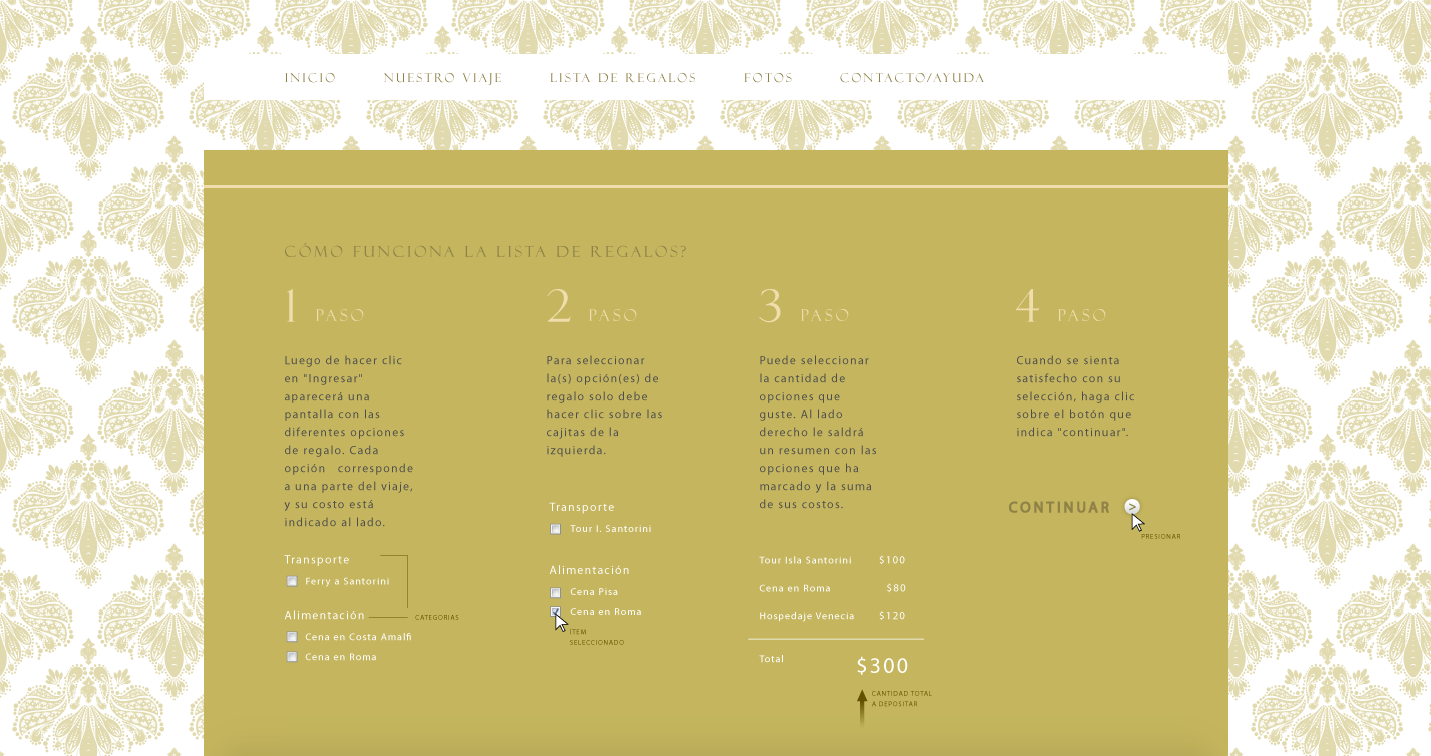 INICIO NUESTRO VIAJE LISTA DE REGALOS FOTOS CONTACTO/AYUDA
CÓMO FUNCIONA LA LISTA DE REGALOS?
1 PASO
Luego de hacer clic
en "Ingresar"
aparecerá una
pantalla con las
diferentes opciones
de regalo. Cada
opción corresponde
a una parte del viaje,
y su costo está
indicado al lado.
Transporte
Ferry a Santorini
Alimentación
CATEGORIAS
Cena en Costa Amalfi
Cena en Roma
2 PASO
Para seleccionar
la(s) opción(es) de
regalo solo debe
hacer clic sobre las
cajitas de la
izquierda.
Transporte
Tour I. Santorini
Alimentación
Cena Pisa
Cena en Roma
ITEM
SELECCIONADO
3 PASO
Puede seleccionar
la cantidad de
opciones que
guste. Al lado
derecho le saldrá
un resumen con las
opciones que ha
marcado y la suma
de sus costos.
Tour Isla Santorini $100
Cena en Roma $80
Hospedaje Venecia $120
Total $300
CANTIDAD TOTAL
A DEPOSITAR
4 PASO
Cuando se sienta
satisfecho con su
selección, haga clic
sobre el botón que
indica "continuar".
CONTINUAR >
PRESIONAR